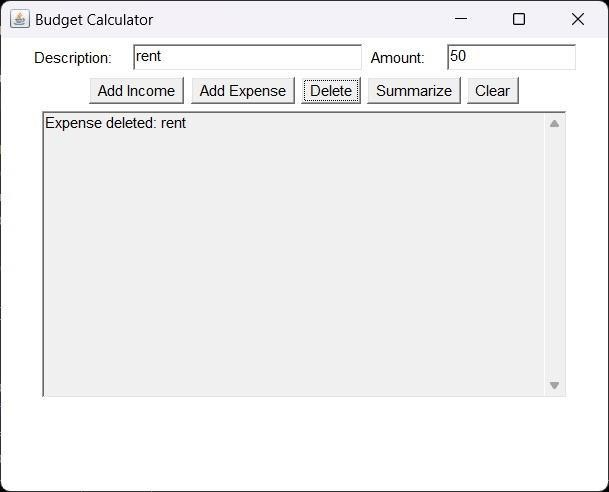 Budget Calculator
Description: rent Amount: 50
Add Income Add Expense Delete Summarize Clear
Expense deleted: rent